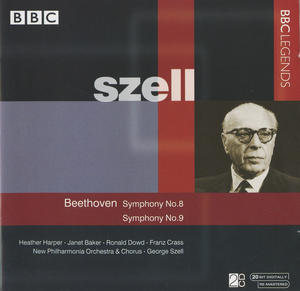 BBC
BBC LEGENDS
szell
Beethoven Symphony No.8
Symphony No.9
Heather Harper · Janet Baker · Ronald Dowd · Franz Crass
New Philharmonia Orchestra & Chorus · George Szell
20 BIT DIGITALLY
RE-MASTERED